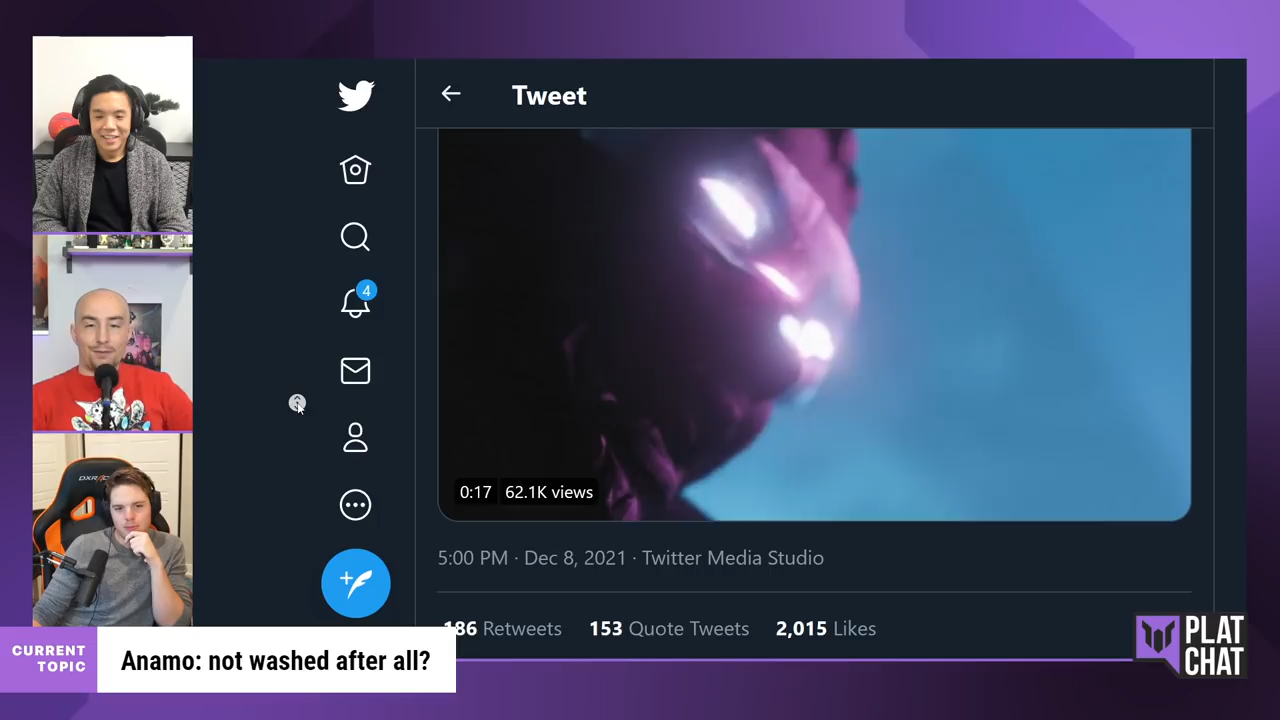 Tweet
4
0:17 62.1K views
5:00 PM · Dec 8, 2021 · Twitter Media Studio
186 Retweets 153 Quote Tweets 2,015 Likes
CURRENT
TOPIC
Anamo: not washed after all?
PLAT
CHAT